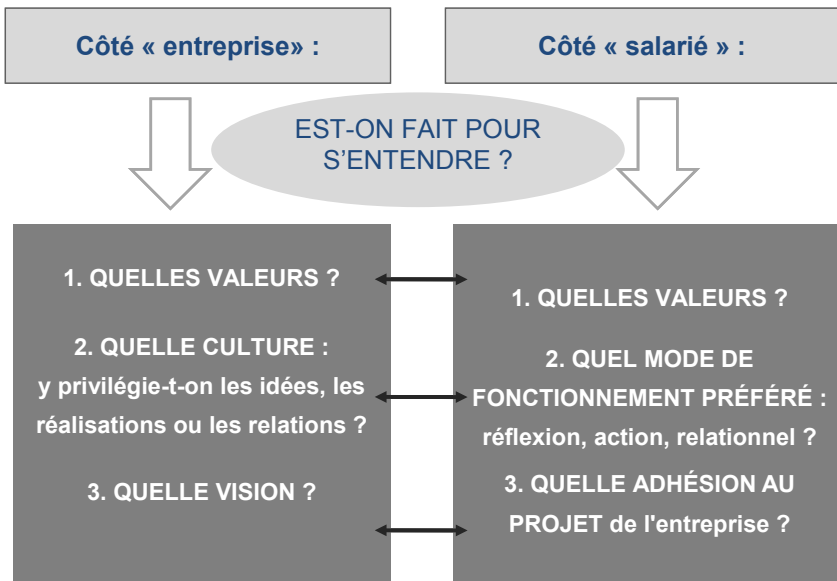 Côté « entreprise» :
Côté « salarié » :
EST-ON FAIT POUR
S’ENTENDRE ?
1. QUELLES VALEURS ?
2. QUELLE CULTURE :
y privilégie-t-on les idées, les
réalisations ou les relations ?
3. QUELLE VISION ?
1. QUELLES VALEURS ?
2. QUEL MODE DE
FONCTIONNEMENT PRÉFÉRÉ :
réflexion, action, relationnel ?
3. QUELLE ADHÉSION AU
PROJET de l'entreprise ?